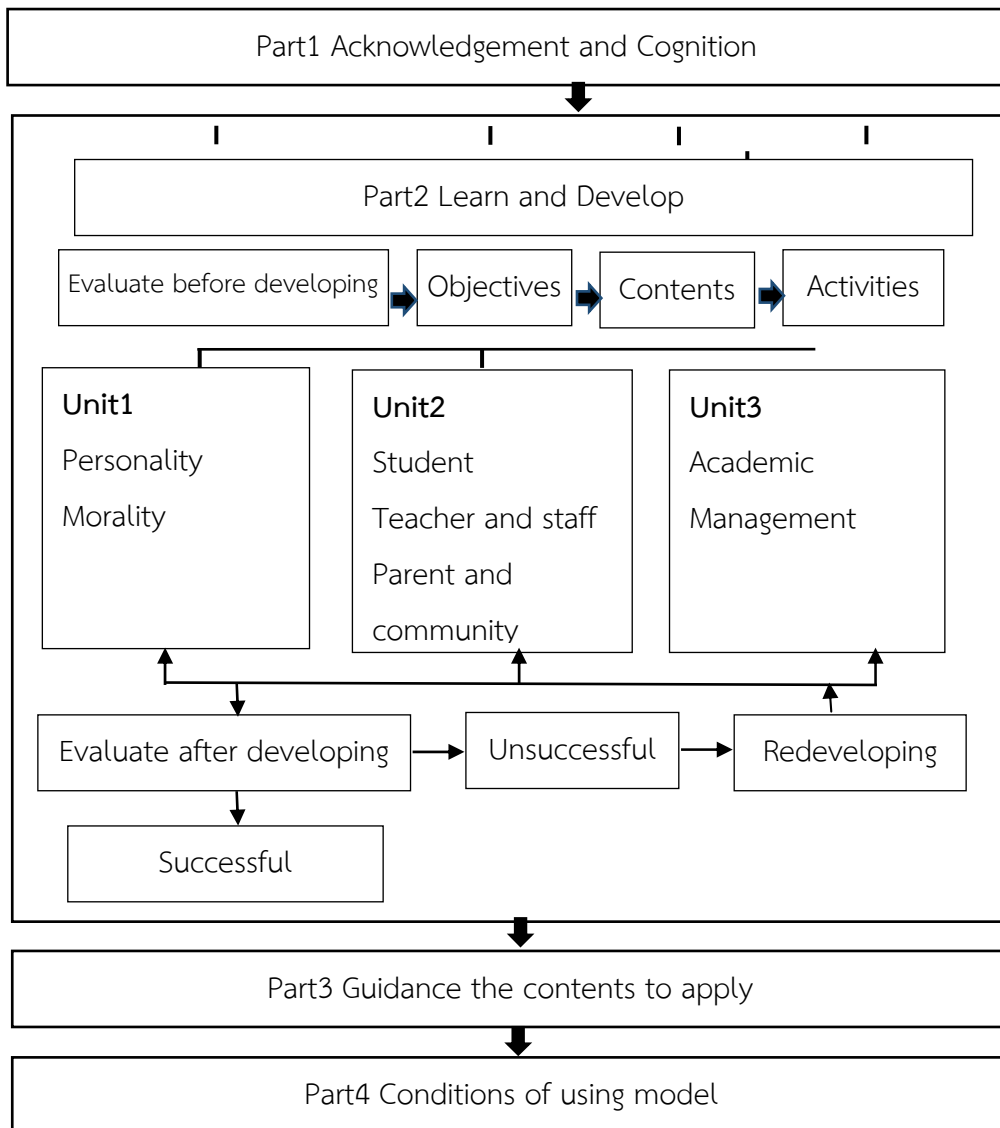 Part1 Acknowledgement and Cognition
Part2 Learn and Develop
Evaluate before developing
Objectives
Contents
Activities
Unit1
Personality
Morality
Unit2
Student
Teacher and staff
Parent and
community
Unit3
Academic
Management
Evaluate after developing
Unsuccessful
Redeveloping
Successful
Part3 Guidance the contents to apply
Part4 Conditions of using model